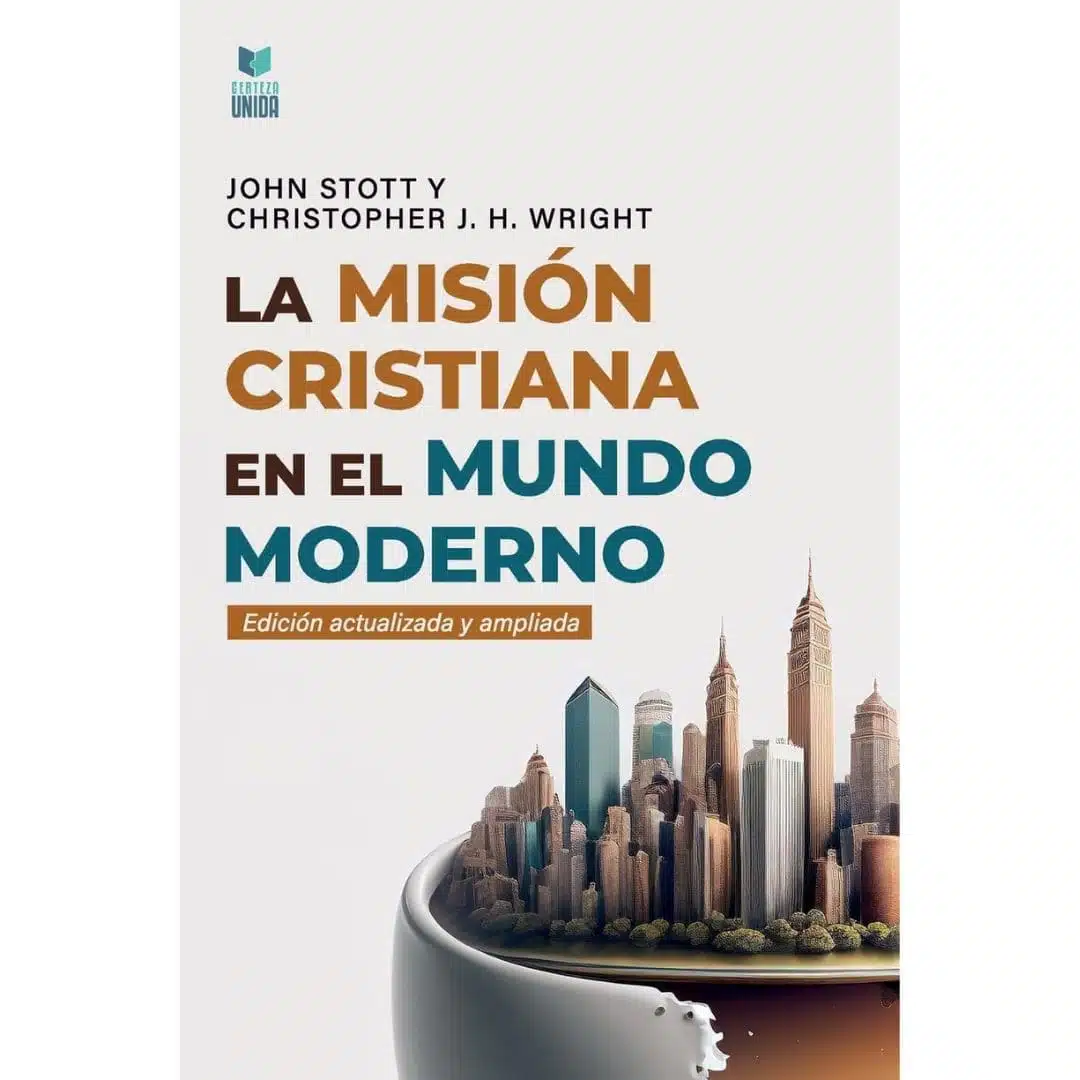 CERTEZA
UNIDA
JOHN STOTT Y
CHRISTOPHER J. H. WRIGHT
LA MISIÓN
CRISTIANA
EN EL MUNDO
MODERNO
Edición actualizada y ampliada